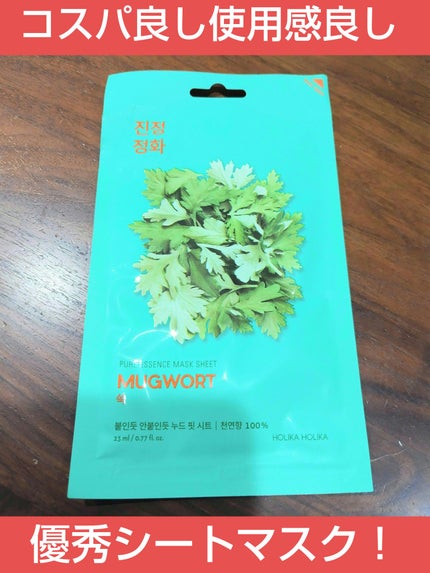 コスパ良し使用感良し
진정
정화
PURE ESSENCE MASK SHEET
MUGWORT
쑥
붙인듯 안붙인듯 누드 핏 시트 | 천연향 100%
23 ml / 0.77 fl. oz.
HOLIKA HOLIKA
優秀シートマスク！